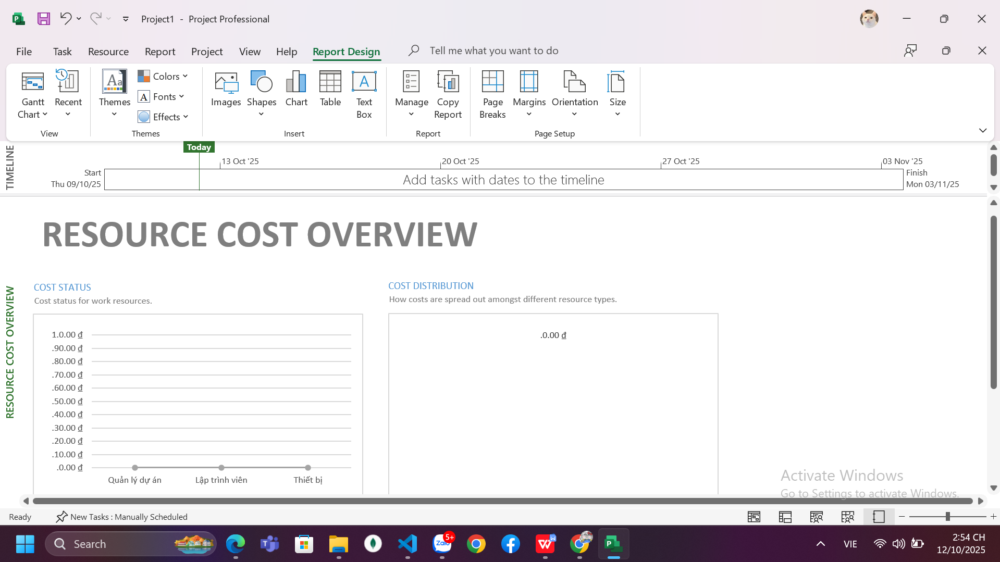 Project1 - Project Professional
File Task Resource Report Project View Help Report Design Tell me what you want to do
Gantt Chart
Recent
View
Themes
Colors
Fonts
Effects
Themes
Images
Shapes
Chart
Table
Text Box
Insert
Manage
Copy Report
Report
Page Breaks
Margins
Orientation
Size
Page Setup
TIMELINE
Today
13 Oct '25 20 Oct '25 27 Oct '25 03 Nov '25
Start
Thu 09/10/25
Add tasks with dates to the timeline
Finish
Mon 03/11/25
RESOURCE COST OVERVIEW
RESOURCE COST OVERVIEW
COST STATUS
Cost status for work resources.
1.0.00 ₫
.90.00 ₫
.80.00 ₫
.70.00 ₫
.60.00 ₫
.50.00 ₫
.40.00 ₫
.30.00 ₫
.20.00 ₫
.10.00 ₫
.0.00 ₫
Quản lý dự án Lập trình viên Thiết bị
COST DISTRIBUTION
How costs are spread out amongst different resource types.
.0.00 ₫
Activate Windows
Go to Settings to activate Windows.
Ready New Tasks : Manually Scheduled
Search
Zalo
5+
VIE
2:54 CH
12/10/2025